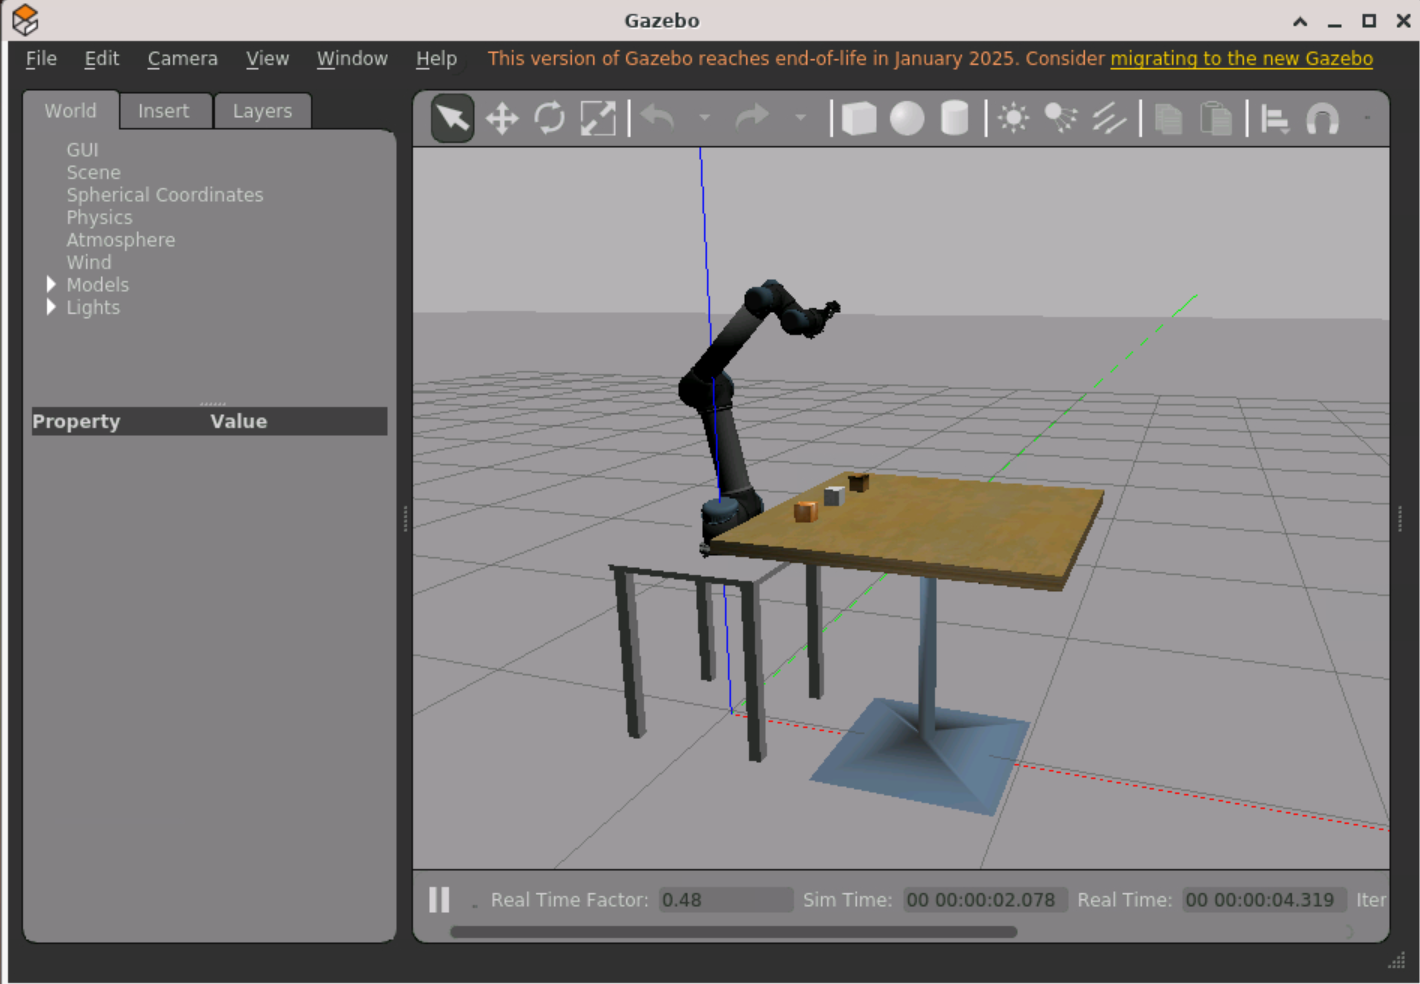 Gazebo
File Edit Camera View Window Help This version of Gazebo reaches end-of-life in January 2025. Consider migrating to the new Gazebo
World Insert Layers
GUI
Scene
Spherical Coordinates
Physics
Atmosphere
Wind
Models
Lights
Property Value
Real Time Factor: 0.48 Sim Time: 00 00:00:02.078 Real Time: 00 00:00:04.319 Iter